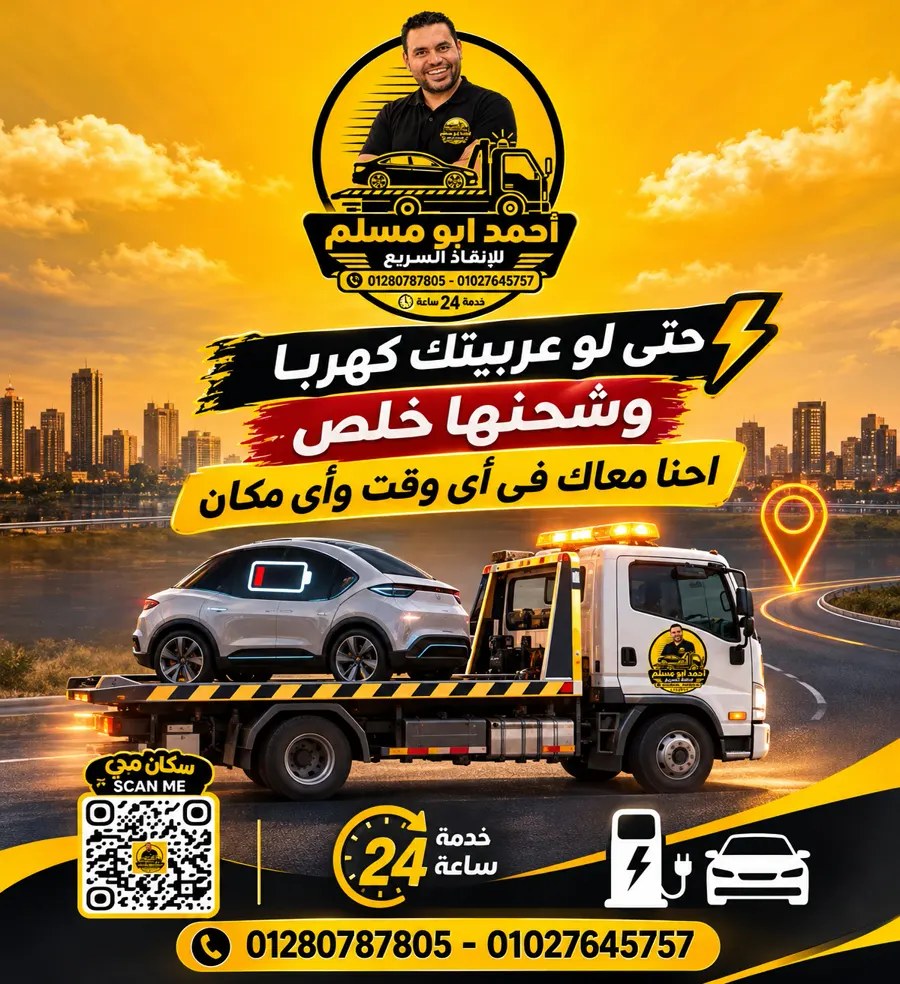 أحمد ابو مسلم
للإنقاذ السريع
01280787805 - 01027645757
خدمة 24 ساعة
حتى لو عربيتك كهربا
وشحنها خلص
احنا معاك فى أى وقت وأى مكان
أحمد ابو مسلم
سكان مي
SCAN ME
24
خدمة
ساعة
01280787805 - 01027645757